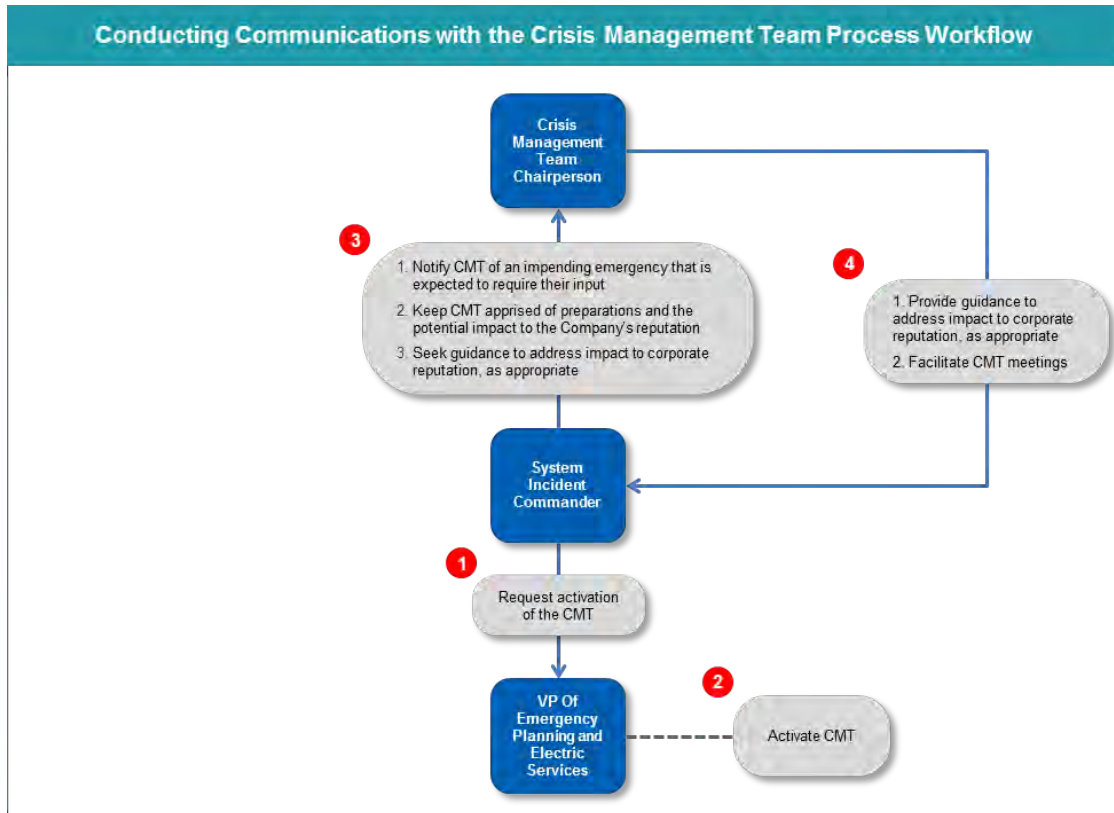 Conducting Communications with the Crisis Management Team Process Workflow
Crisis
Management
Team
Chairperson
3
1. Notify CMT of an impending emergency that is
expected to require their input
2. Keep CMT apprised of preparations and the
potential impact to the Company's reputation
3. Seek guidance to address impact to corporate
reputation, as appropriate
4
1. Provide guidance to
address impact to corporate
reputation, as appropriate
2. Facilitate CMT meetings
System
Incident
Commander
1
Request activation
of the CMT
VP Of
Emergency
Planning and
Electric
Services
2
Activate CMT